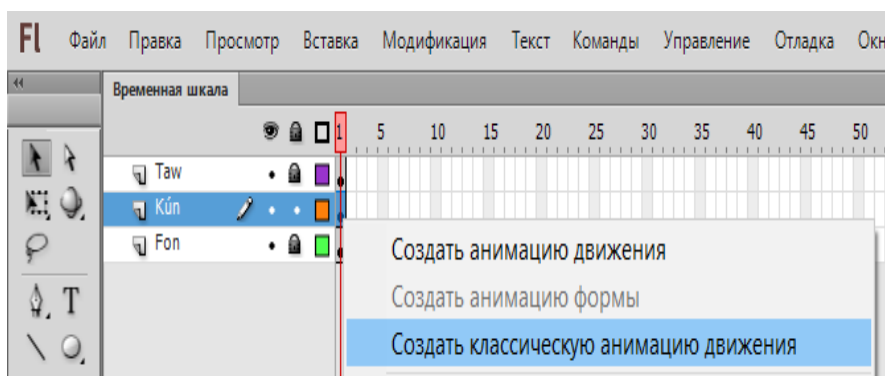 Fl Файл Правка Просмотр Вставка Модификация Текст Команды Управление Отладка Окн
Временная шкала
1 5 10 15 20 25 30 35 40 45 50
Taw
Kún
Fon
Создать анимацию движения
Создать анимацию формы
T
Создать классическую анимацию движения